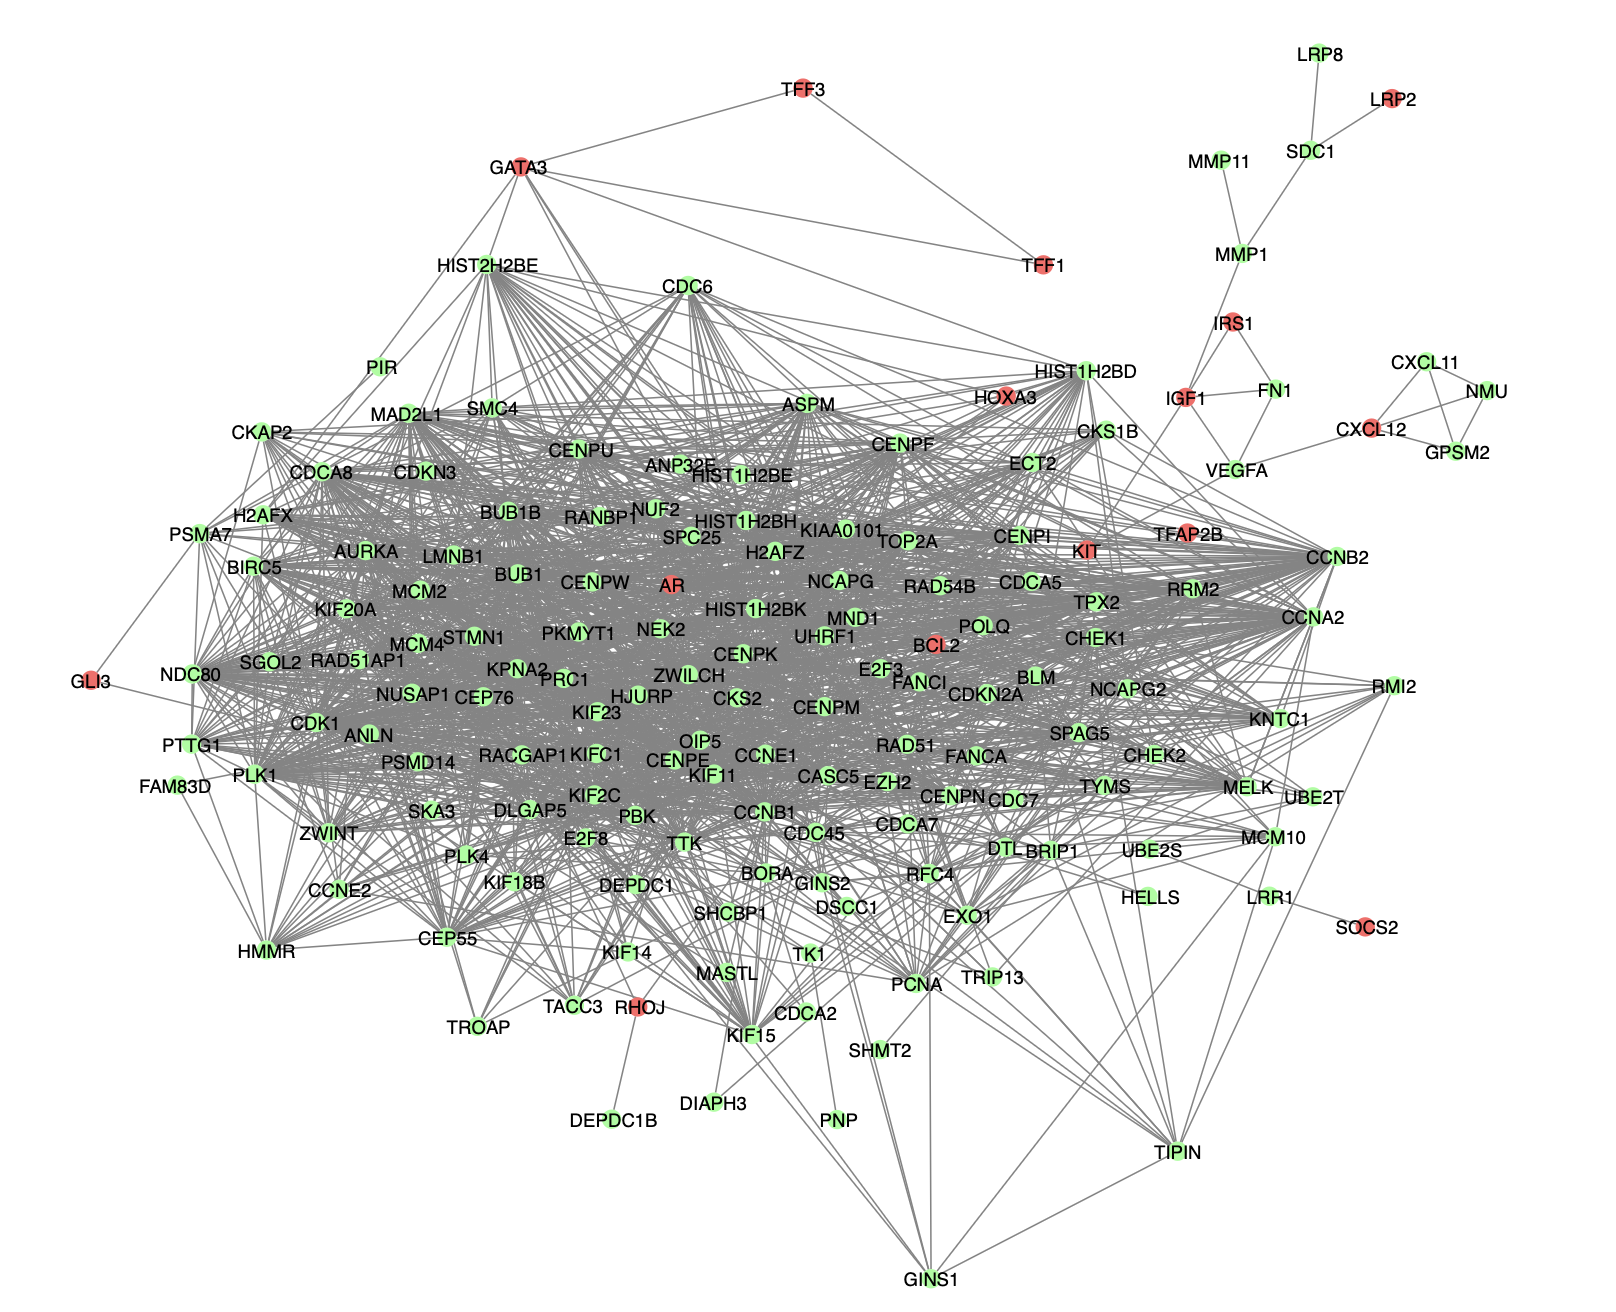 LRP8
TFF3
LRP2
SDC1
MMP11
GATA3
MMP1
HIST2H2BE
TFF1
CDC6
IRS1
PIR
HIST1H2BD
CXCL11
FN1
NMU
HOXA3
IGF1
SMC4
ASPM
MAD2L1
CKAP2
CKS1B
CXCL12
CENPF
CENPU
GPSM2
ANP32E
ECT2
VEGFA
CDCA8
CDKN3
HIST1H2BE
H2AFX
BUB1B
RANBP1
NUF2
HIST1H2BH
KIAA0101
PSMA7
SPC25
TOP2A
CENPI
TFAP2B
AURKA
LMNB1
H2AFZ
KIT
CCNB2
BIRC5
BUB1
CENPW
AR
NCAPG
RAD54B
CDCA5
RRM2
MCM2
KIF20A
HIST1H2BK
MND1
TPX2
CCNA2
MCM4
STMN1
PKMYT1
NEK2
UHRF1
POLQ
BCL2
CHEK1
SGOL2
RAD51AP1
CENPK
GLI3
NDC80
KPNA2
PRC1
ZWILCH
E2F3
FANCI
BLM
NCAPG2
RMI2
NUSAP1
CEP76
HJURP
CKS2
CDKN2A
KIF23
CENPM
CDK1
ANLN
KNTC1
SPAG5
PTTG1
OIP5
RAD51
PSMD14
RACGAP1
KIFC1
CENPE
CCNE1
FANCA
CHEK2
PLK1
KIF11
CASC5
EZH2
FAM83D
TYMS
MELK
KIF2C
CENPN
CDC7
UBE2T
SKA3
DLGAP5
PBK
CCNB1
ZWINT
E2F8
TTK
CDC45
CDCA7
MCM10
PLK4
DTL
BRIP1
UBE2S
CCNE2
KIF18B
DEPDC1
BORA
GINS2
RFC4
HELLS
LRR1
SHCBP1
DSCC1
EXO1
SOCS2
HMMR
CEP55
KIF14
TK1
MASTL
PCNA
TRIP13
TACC3
RHOJ
CDCA2
TROAP
KIF15
SHMT2
DIAPH3
DEPDC1B
PNP
TIPIN
GINS1